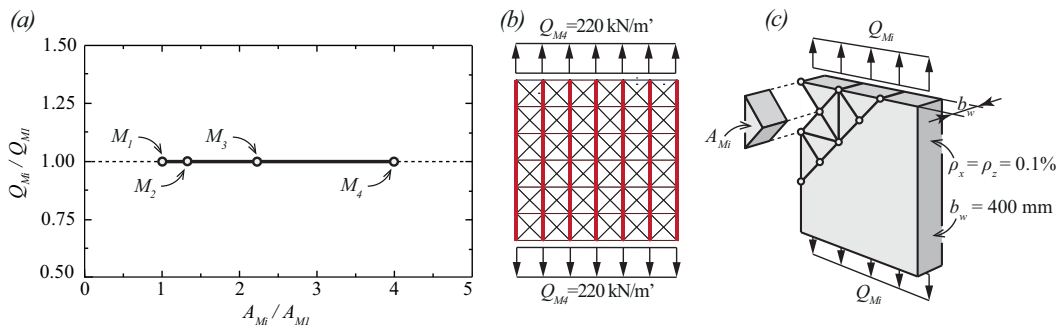 (a)
1.50
1.25
1.00
0.75
0.50
Q_Mi / Q_M1
M_1
M_2
M_3
M_4
0
1
2
3
4
5
A_Mi / A_M1
(b)
Q_M4=220 kN/m’
Q_M4=220 kN/m’
(c)
Q_Mi
b_w
A_Mi
ρ_x = ρ_z = 0.1%
b_w = 400 mm
Q_Mi